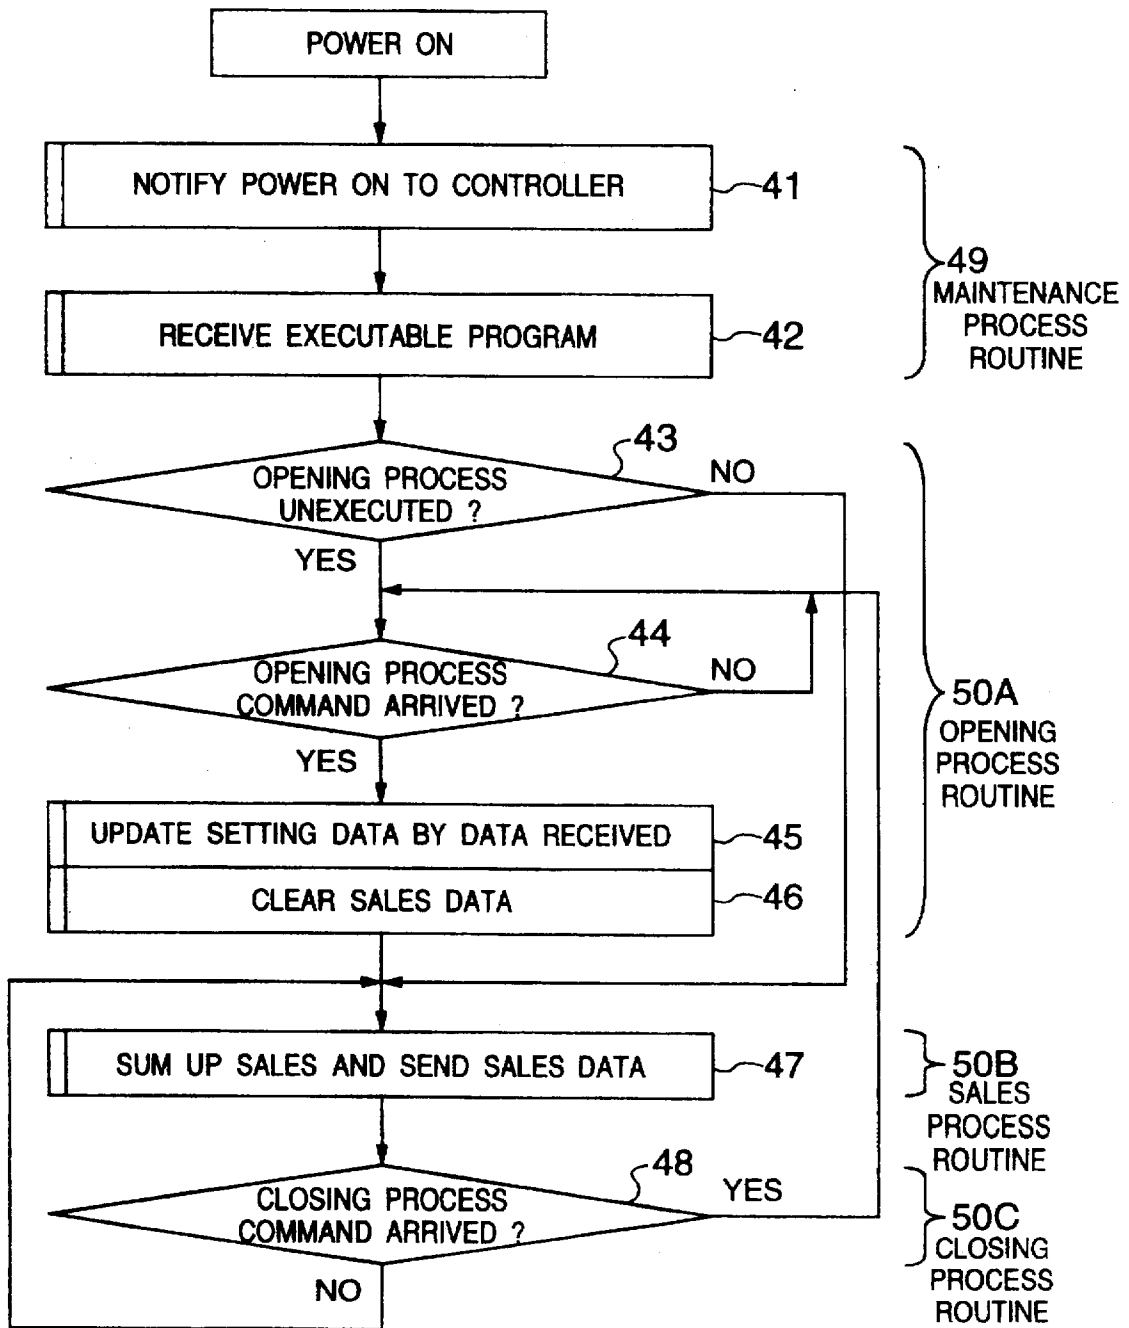 POWER ON
NOTIFY POWER ON TO CONTROLLER
41
RECEIVE EXECUTABLE PROGRAM
42
49
MAINTENANCE
PROCESS
ROUTINE
43
OPENING PROCESS
UNEXECUTED ?
NO
YES
44
OPENING PROCESS
COMMAND ARRIVED ?
NO
YES
UPDATE SETTING DATA BY DATA RECEIVED
45
CLEAR SALES DATA
46
50A
OPENING
PROCESS
ROUTINE
SUM UP SALES AND SEND SALES DATA
47
50B
SALES
PROCESS
ROUTINE
48
CLOSING PROCESS
COMMAND ARRIVED ?
YES
NO
50C
CLOSING
PROCESS
ROUTINE